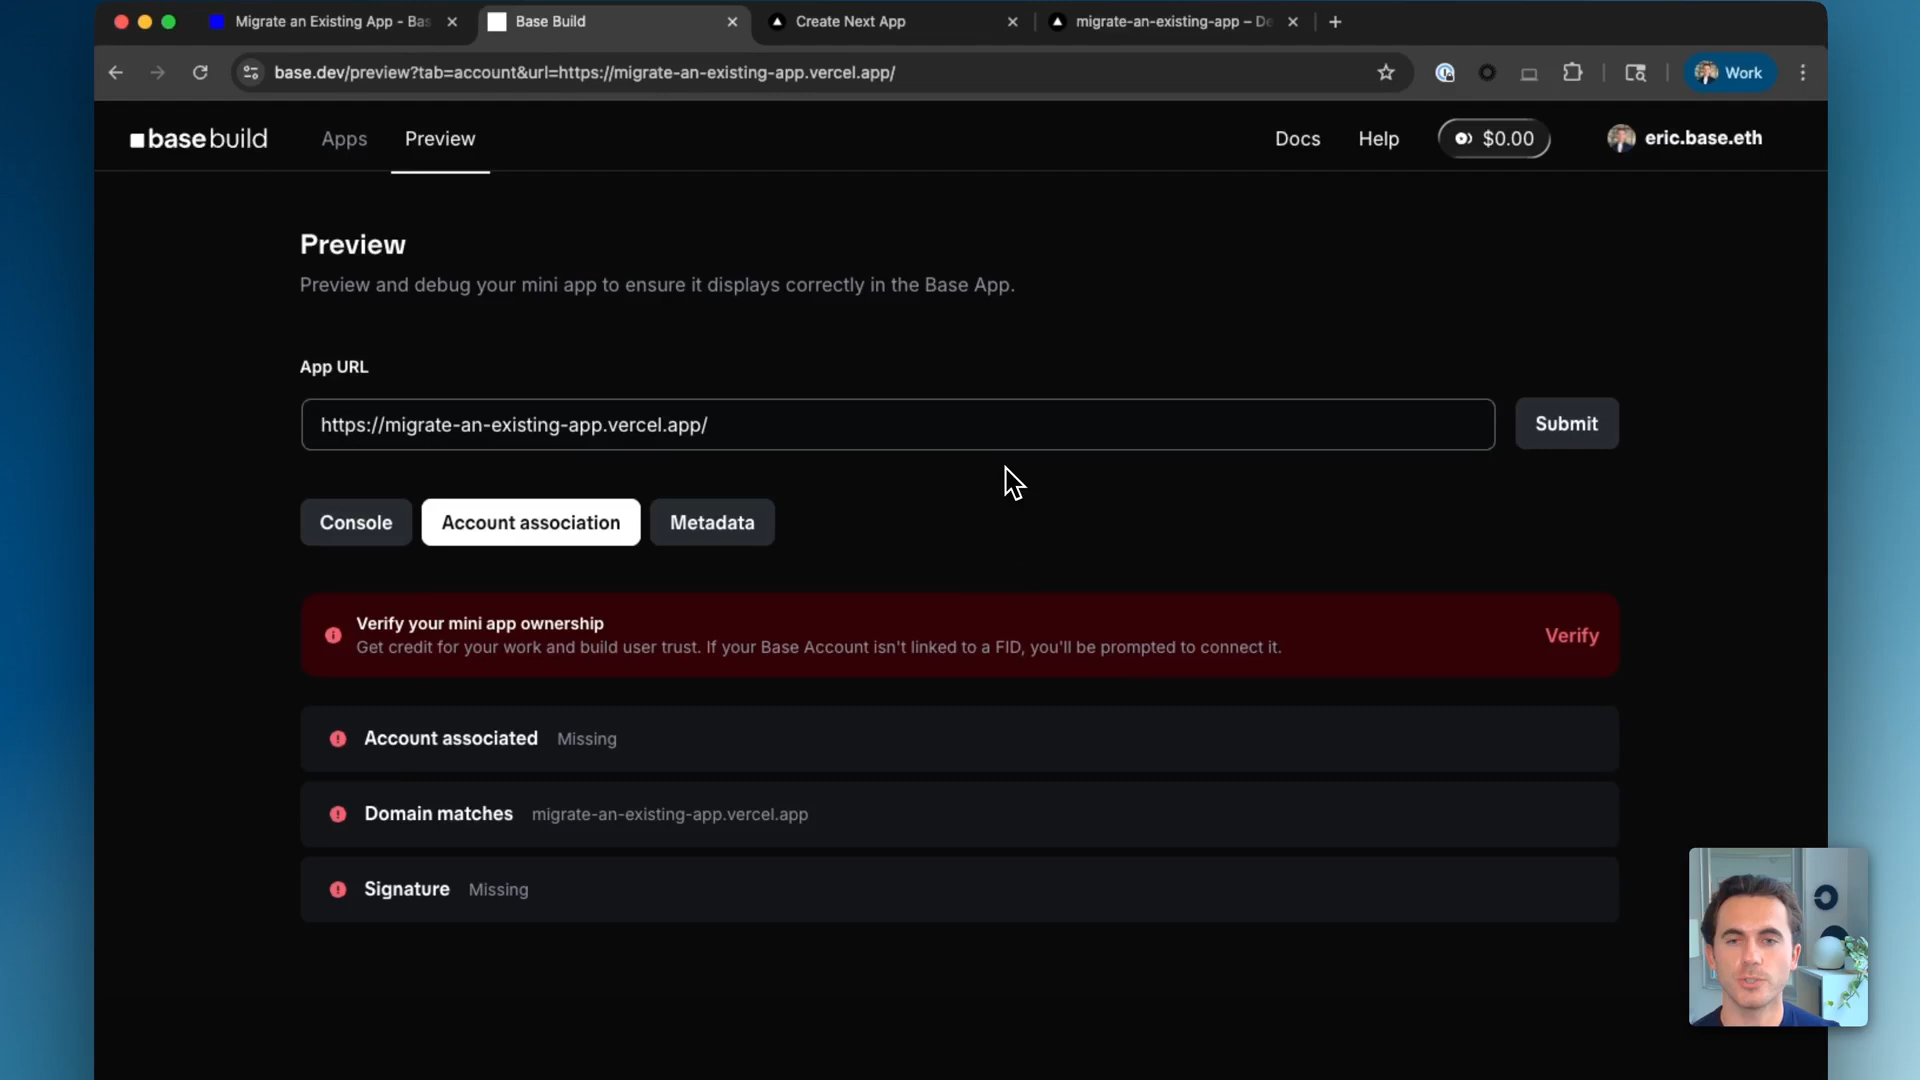 Migrate an Existing App - Bas
Base Build
Create Next App
migrate-an-existing-app – De
base.dev/preview?tab=account&url=https://migrate-an-existing-app.vercel.app/
Work
base build
Apps
Preview
Docs
Help
$0.00
eric.base.eth
Preview
Preview and debug your mini app to ensure it displays correctly in the Base App.
App URL
https://migrate-an-existing-app.vercel.app/
Submit
Console
Account association
Metadata
Verify your mini app ownership
Get credit for your work and build user trust. If your Base Account isn't linked to a FID, you'll be prompted to connect it.
Verify
Account associated Missing
Domain matches migrate-an-existing-app.vercel.app
Signature Missing